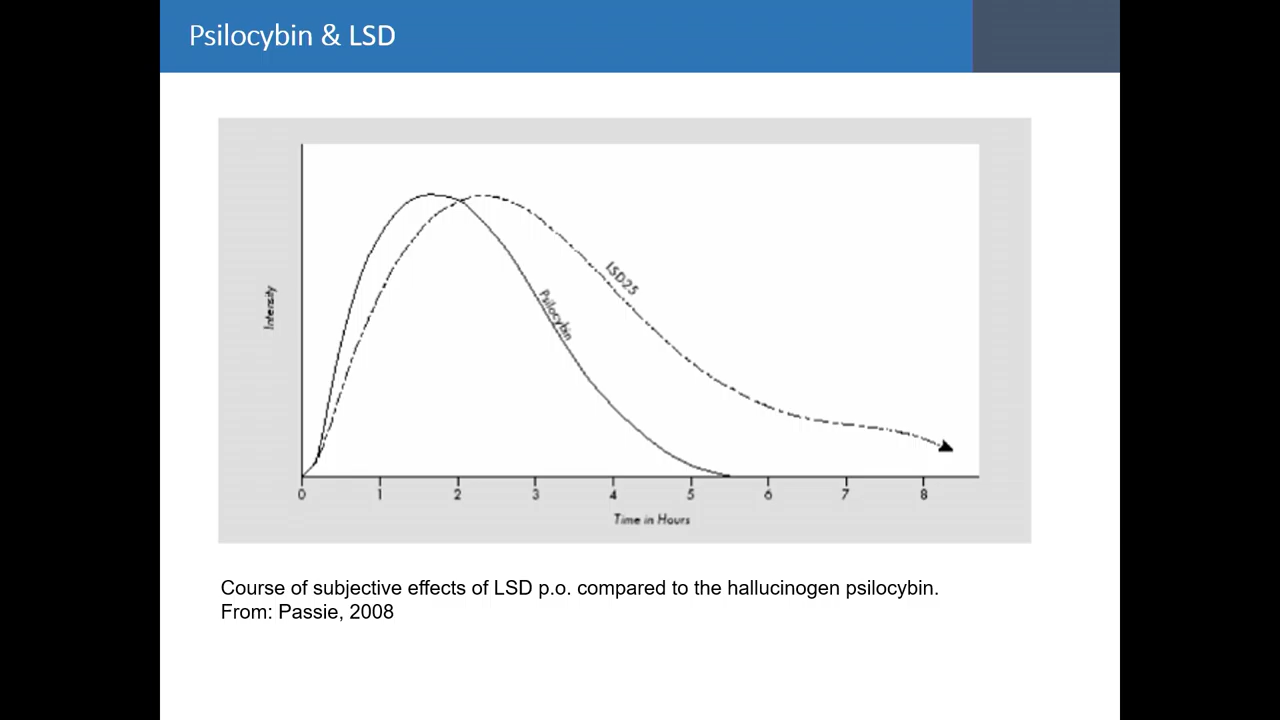 Psilocybin & LSD
Intensity
LSD25
Psilocybin
0 1 2 3 4 5 6 7 8
Time in Hours
Course of subjective effects of LSD p.o. compared to the hallucinogen psilocybin.
From: Passie, 2008